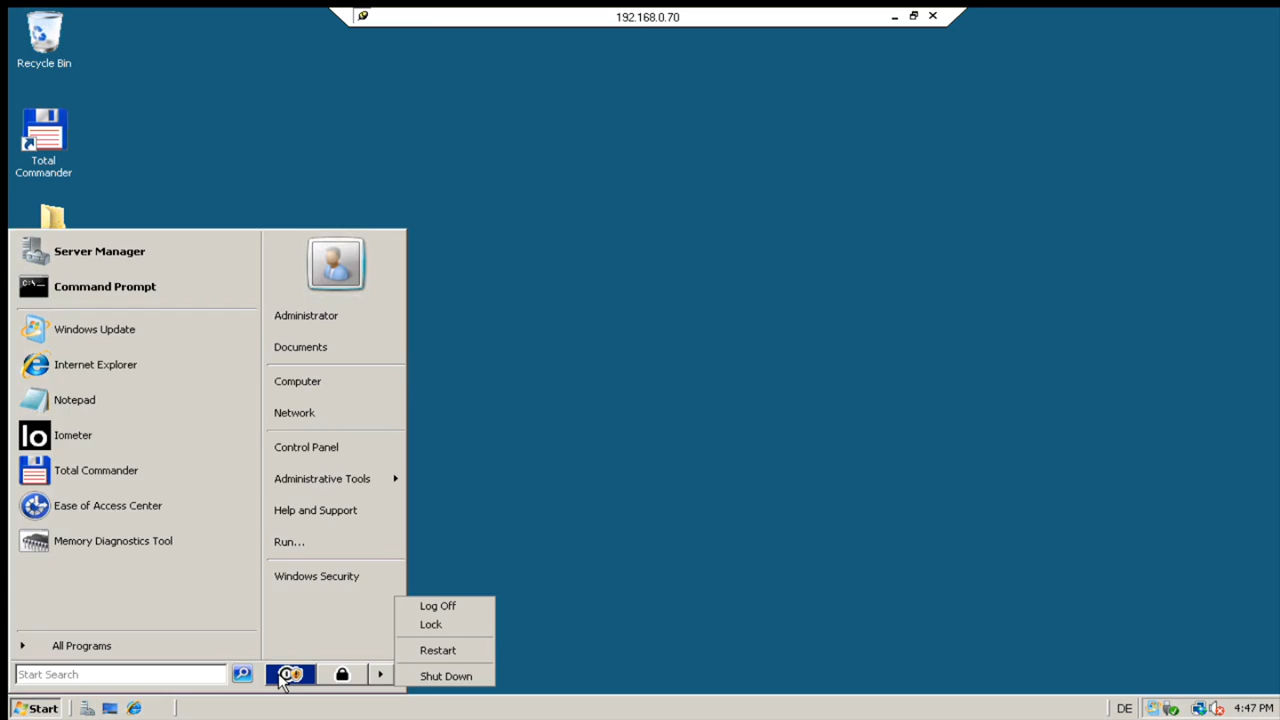 192.168.0.70
Recycle Bin
Total
Commander
Server Manager
C:\
Command Prompt
Windows Update
Internet Explorer
Notepad
Io
Iometer
Total Commander
Ease of Access Center
Memory Diagnostics Tool
All Programs
Start Search
Administrator
Documents
Computer
Network
Control Panel
Administrative Tools
Help and Support
Run...
Windows Security
Log Off
Lock
Restart
Shut Down
Start
DE
4:47 PM